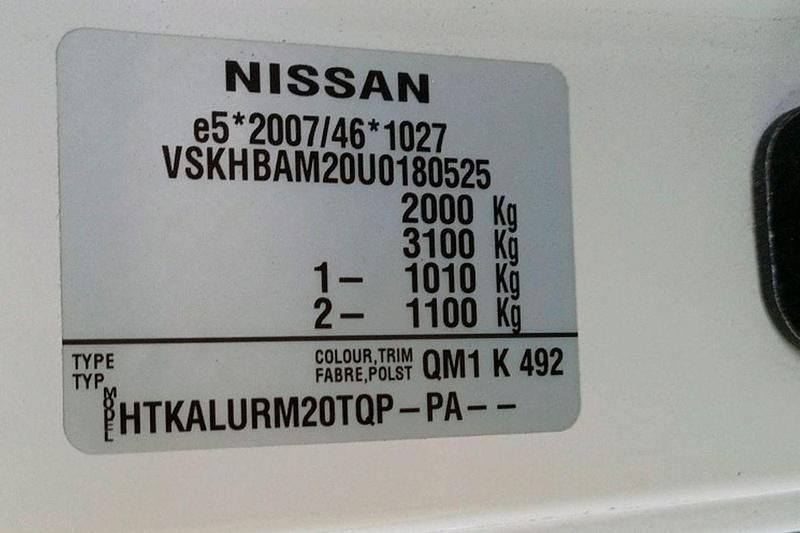 NISSAN
e5*2007/46*1027
VSKHBAM20U0180525
2000 Kg
3100 Kg
1– 1010 Kg
2– 1100 Kg
TYPE
TYP
COLOUR,TRIM
FABRE,POLST
QM1 K 492
MODEL
HTKALURM20TQP–PA––